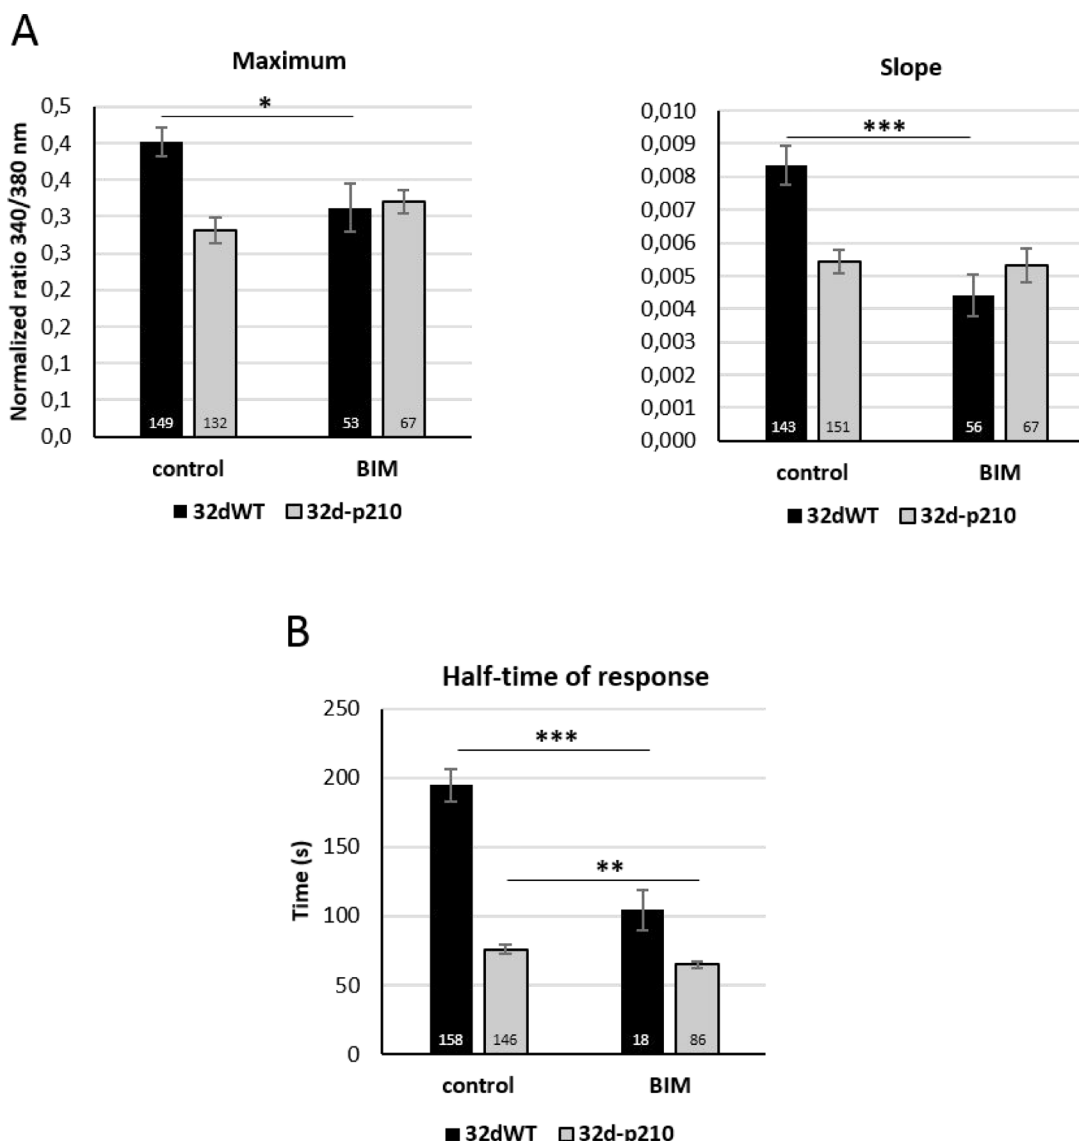 A
Maximum
Normalized ratio 340/380 nm
0,5
0,4
0,4
0,3
0,3
0,2
0,2
0,1
0,1
0,0
*
149
132
53
67
control
BIM
32dWT
32d-p210
Slope
0,010
0,009
0,008
0,007
0,006
0,005
0,004
0,003
0,002
0,001
0,000
***
143
151
56
67
control
BIM
32dWT
32d-p210
B
Half-time of response
Time (s)
250
200
150
100
50
0
***
**
158
146
18
86
control
BIM
32dWT
32d-p210